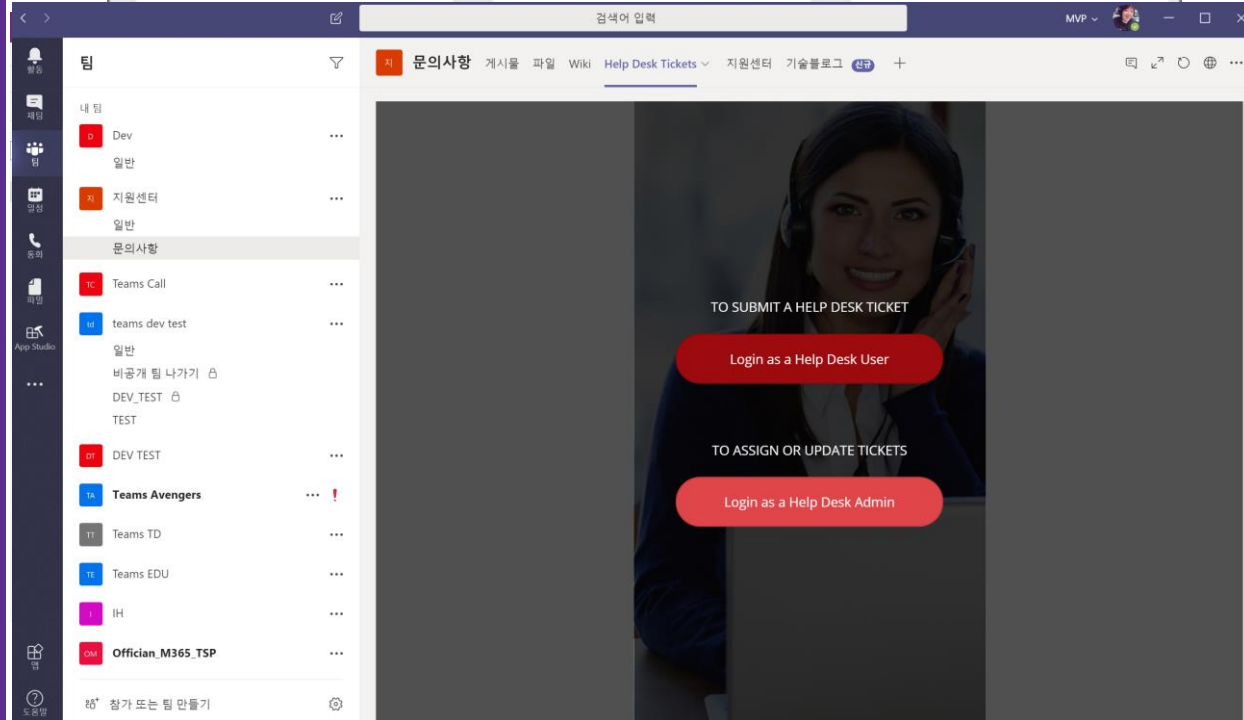 검색어 입력
MVP
활동
채팅
팀
일정
통화
파일
App Studio
앱
도움말
팀
내 팀
D Dev
일반
지 지원센터
일반
문의사항
TC Teams Call
td teams dev test
일반
비공개 팀 나가기
DEV_TEST
TEST
DT DEV TEST
TA Teams Avengers
TT Teams TD
TE Teams EDU
I IH
OM Offician_M365_TSP
참가 또는 팀 만들기
지 문의사항 게시물 파일 Wiki Help Desk Tickets 지원센터 기술블로그 신규
TO SUBMIT A HELP DESK TICKET
Login as a Help Desk User
TO ASSIGN OR UPDATE TICKETS
Login as a Help Desk Admin